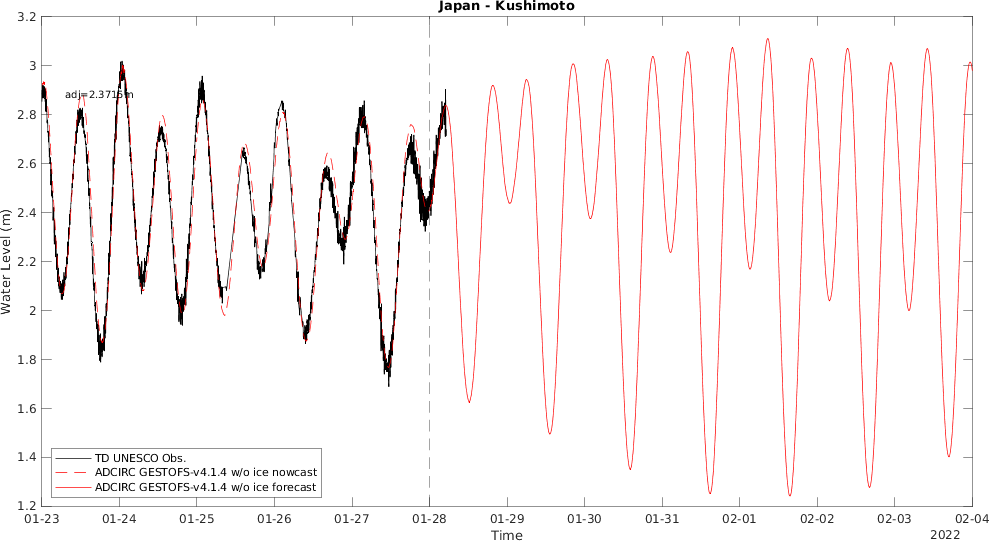 Japan - Kushimoto
3.2
3
2.8
2.6
2.4
2.2
2
1.8
1.6
1.4
1.2
Water Level (m)
adj=2.3715m
TD UNESCO Obs.
ADCIRC GESTOFS-v4.1.4 w/o ice nowcast
ADCIRC GESTOFS-v4.1.4 w/o ice forecast
01-23 01-24 01-25 01-26 01-27 01-28 01-29 01-30 01-31 02-01 02-02 02-03 02-04
Time
2022